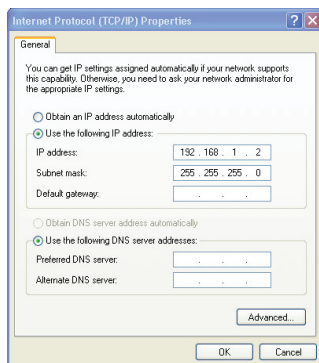 Internet Protocol (TCP/IP) Properties
General
You can get IP settings assigned automatically if your network supports
this capability. Otherwise, you need to ask your network administrator for
the appropriate IP settings.
Obtain an IP address automatically
Use the following IP address:
IP address: 192 . 168 . 1 . 2
Subnet mask: 255 . 255 . 255 . 0
Default gateway: . . .
Obtain DNS server address automatically
Use the following DNS server addresses:
Preferred DNS server: . . .
Alternate DNS server: . . .
Advanced...
OK Cancel